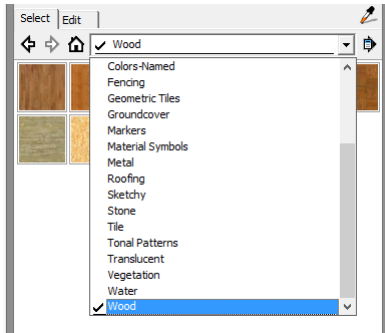 Select Edit
Wood
Colors-Named
Fencing
Geometric Tiles
Groundcover
Markers
Material Symbols
Metal
Roofing
Sketchy
Stone
Tile
Tonal Patterns
Translucent
Vegetation
Water
Wood